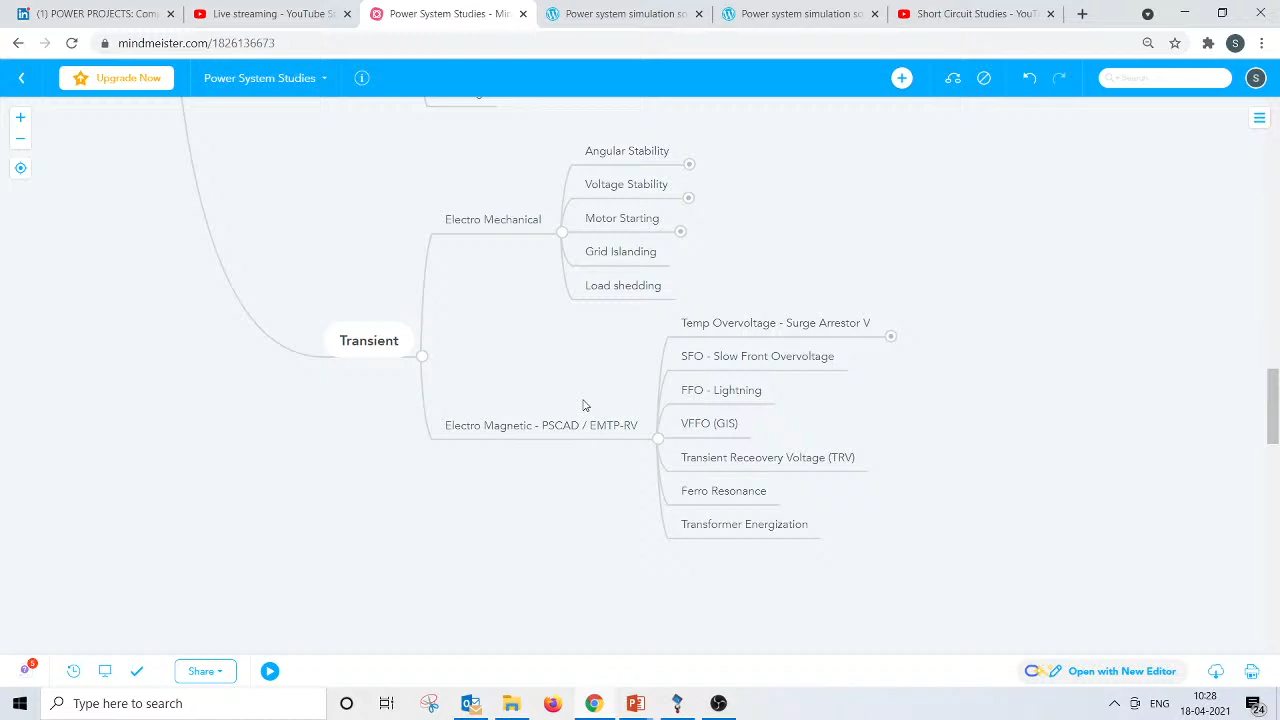 (1) POWER PROJECTS: Com
Live streaming - YouTube S
Power System Studies - Min
Power system simulation so
Power system simulation so
Short Circuit Studies - YouT
mindmeister.com/1826136673
S
Upgrade Now
Power System Studies
Search...
S
Angular Stability
Voltage Stability
Electro Mechanical
Motor Starting
Grid Islanding
Load shedding
Temp Overvoltage - Surge Arrestor V
Transient
SFO - Slow Front Overvoltage
FFO - Lightning
Electro Magnetic - PSCAD / EMTP-RV
VFFO (GIS)
Transient Receovery Voltage (TRV)
Ferro Resonance
Transformer Energization
5
Share
Open with New Editor
Type here to search
ENG
10:28
18-04-2021
24